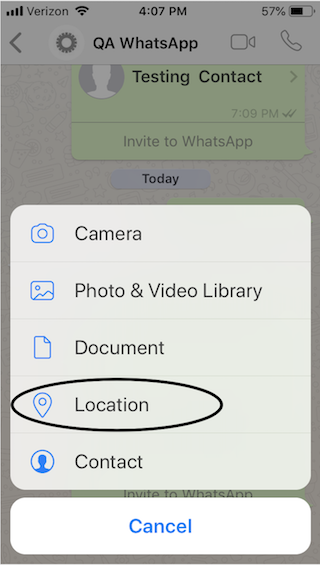 Verizon 4:07 PM 57%
QA WhatsApp
Testing Contact
7:09 PM
Invite to WhatsApp
Today
Camera
Photo & Video Library
Document
Location
Contact
Invite to WhatsApp
Cancel